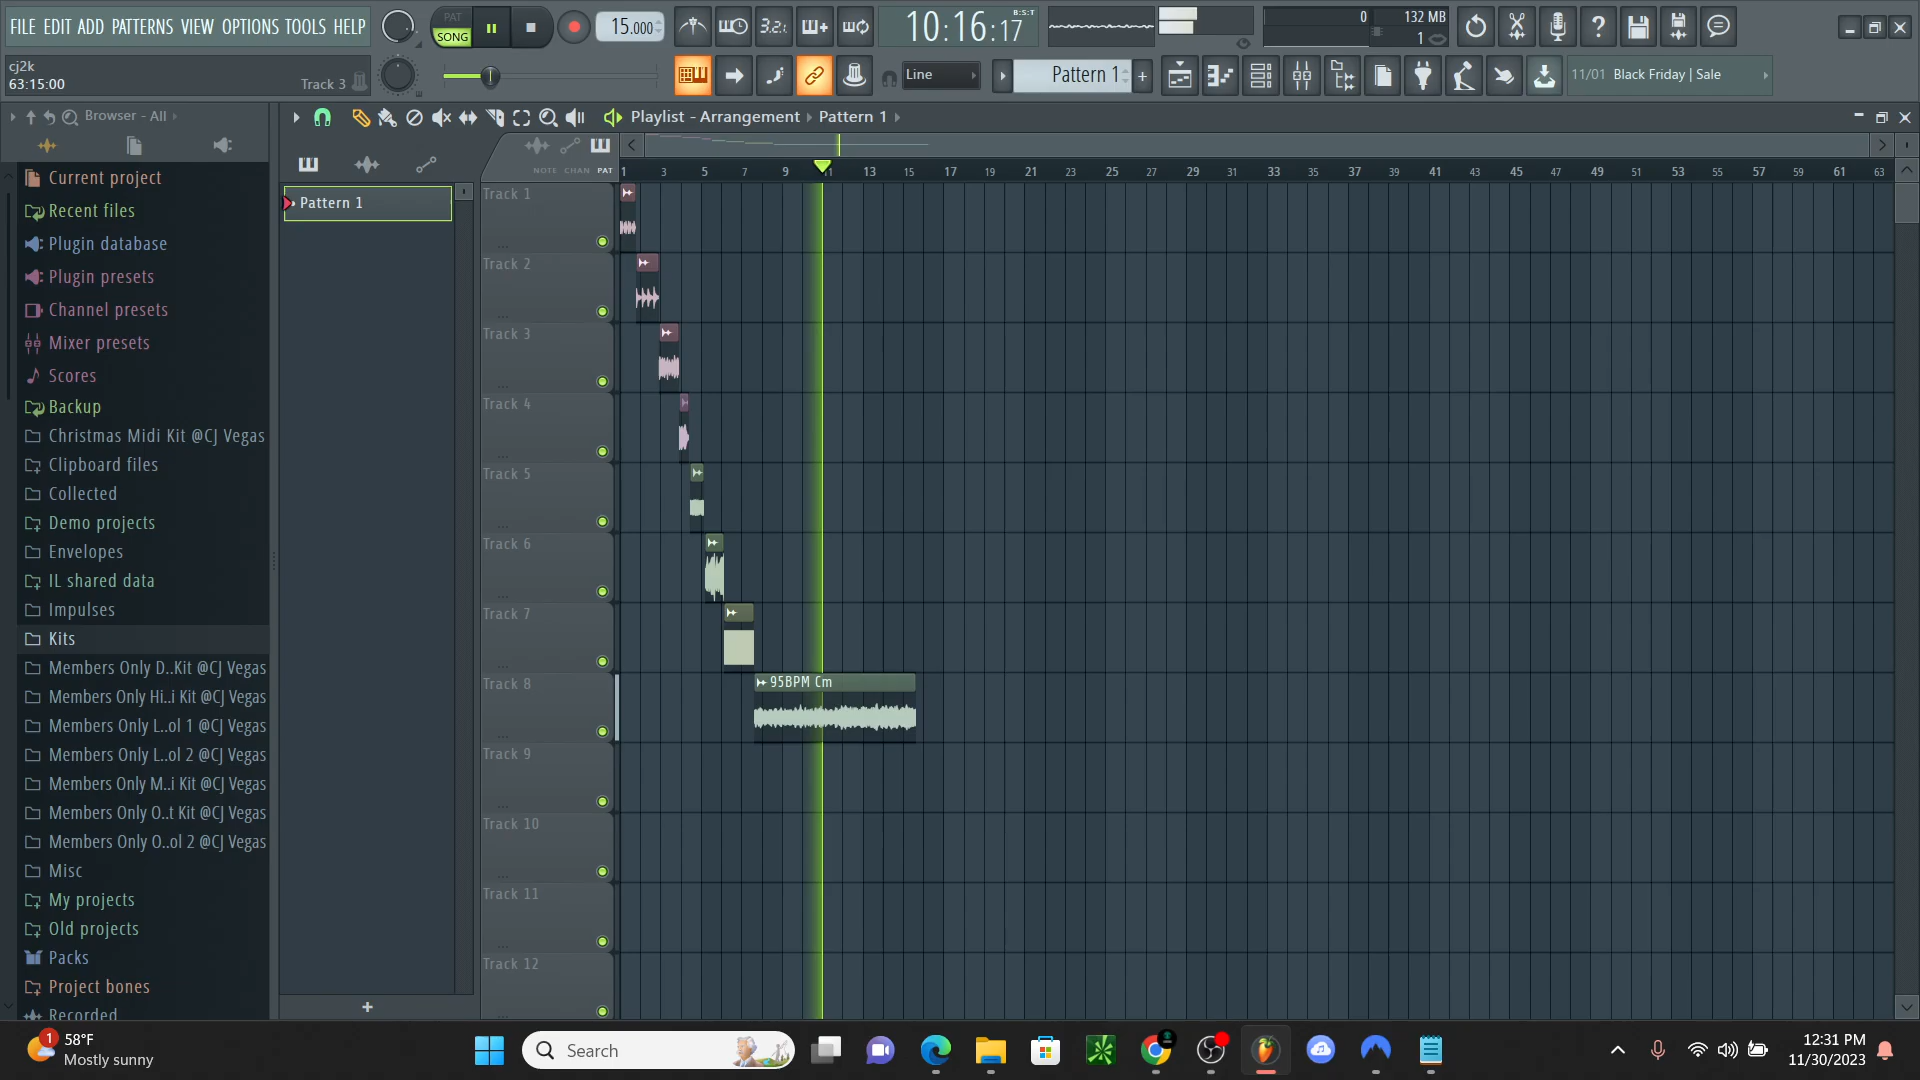 FILE EDIT ADD PATTERNS VIEW OPTIONS TOOLS HELP
PAT
SONG
15.000
3.2.
10:16:17
B:S:T
0
132 MB
1
cj2k
63:15:00
Track 3
Line
Pattern 1
11/01 Black Friday | Sale
Browser - All
Playlist - Arrangement
Pattern 1
NOTE CHAN PAT
1 3 5 7 9 11 13 15 17 19 21 23 25 27 29 31 33 35 37 39 41 43 45 47 49 51 53 55 57 59 61 63
Current project
Recent files
Plugin database
Plugin presets
Channel presets
Mixer presets
Scores
Backup
Christmas Midi Kit @CJ Vegas
Clipboard files
Collected
Demo projects
Envelopes
IL shared data
Impulses
Kits
Members Only D..Kit @CJ Vegas
Members Only Hi..i Kit @CJ Vegas
Members Only L..ol 1 @CJ Vegas
Members Only L..ol 2 @CJ Vegas
Members Only M..i Kit @CJ Vegas
Members Only O..t Kit @CJ Vegas
Members Only O..ol 2 @CJ Vegas
Misc
My projects
Old projects
Packs
Project bones
Recorded
Pattern 1
Track 1
Track 2
Track 3
Track 4
Track 5
Track 6
Track 7
Track 8
95BPM Cm
Track 9
Track 10
Track 11
Track 12
1
58°F
Mostly sunny
Search
12:31 PM
11/30/2023